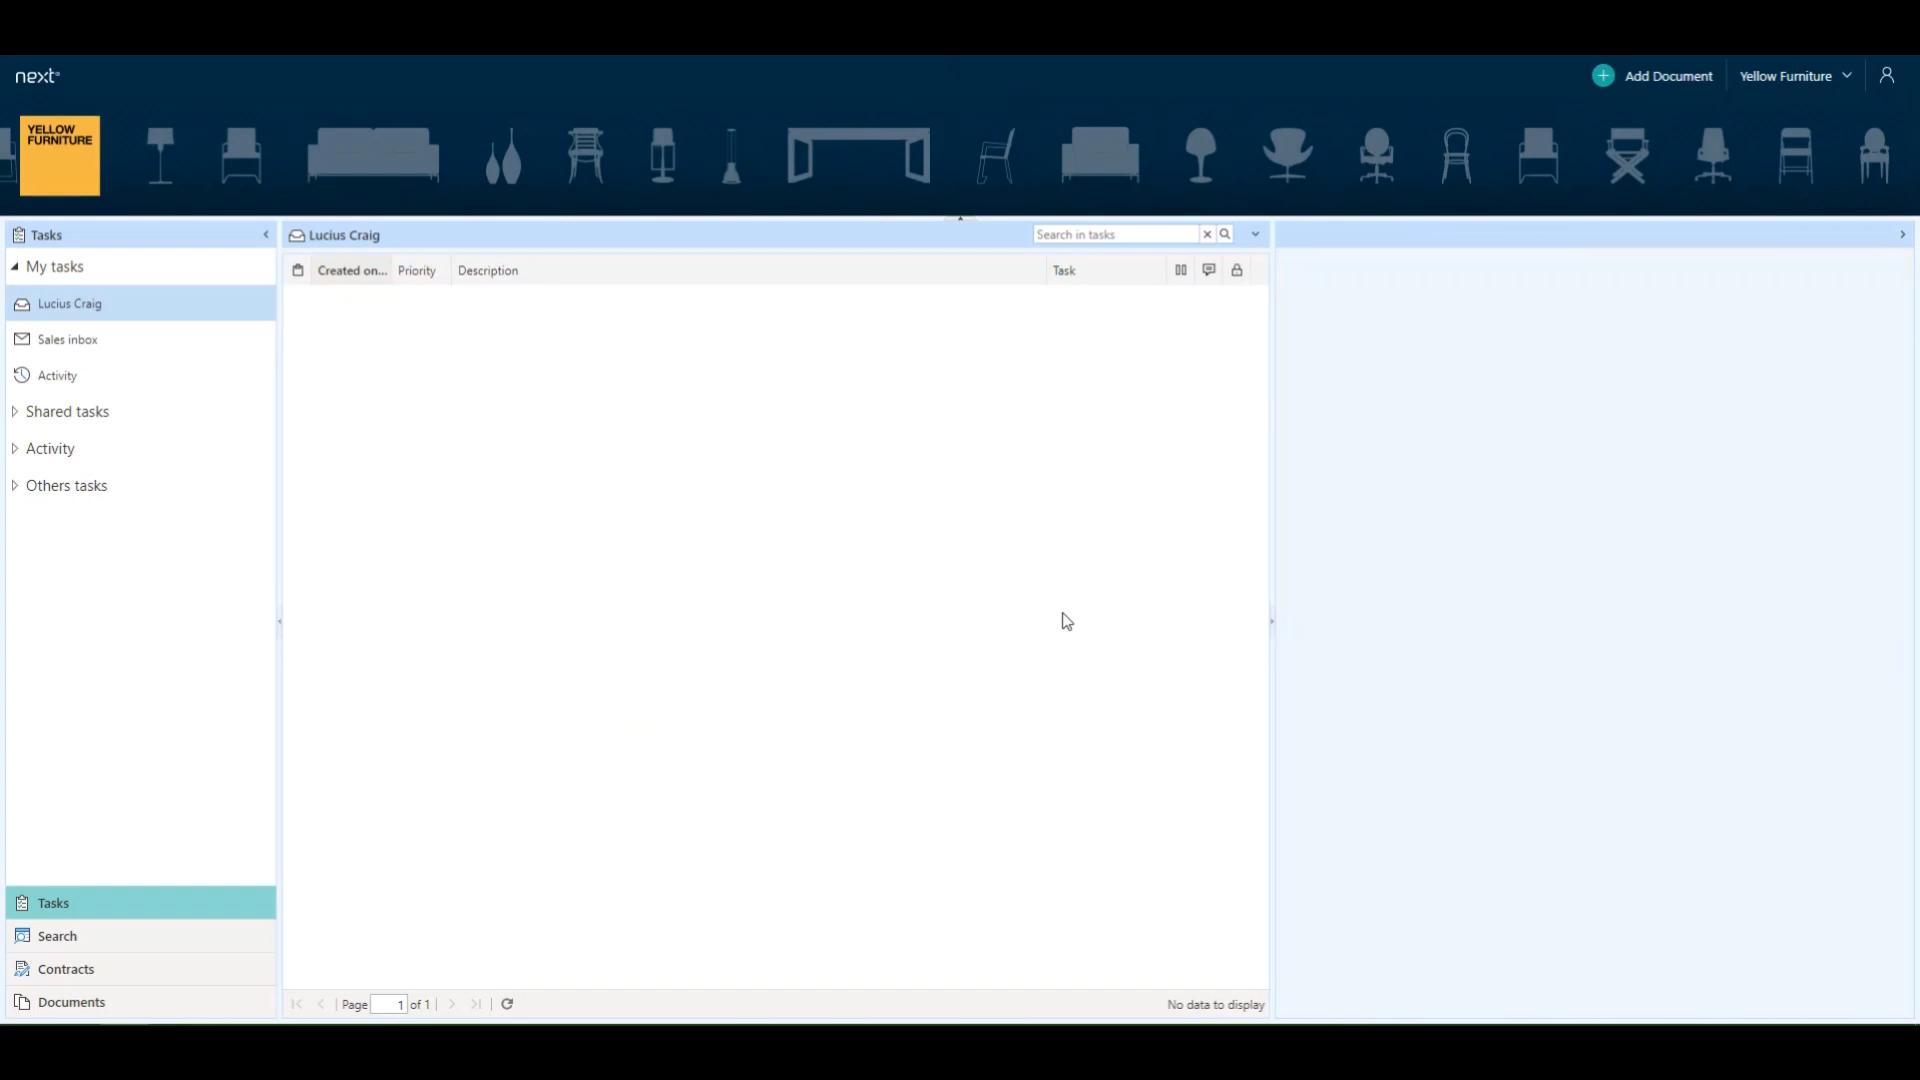 next
Add Document
Yellow Furniture
YELLOW
FURNITURE
Tasks
Lucius Craig
Search in tasks
My tasks
Created on... Priority Description Task
Lucius Craig
Sales inbox
Activity
Shared tasks
Activity
Others tasks
Tasks
Search
Contracts
Documents
Page 1 of 1
No data to display